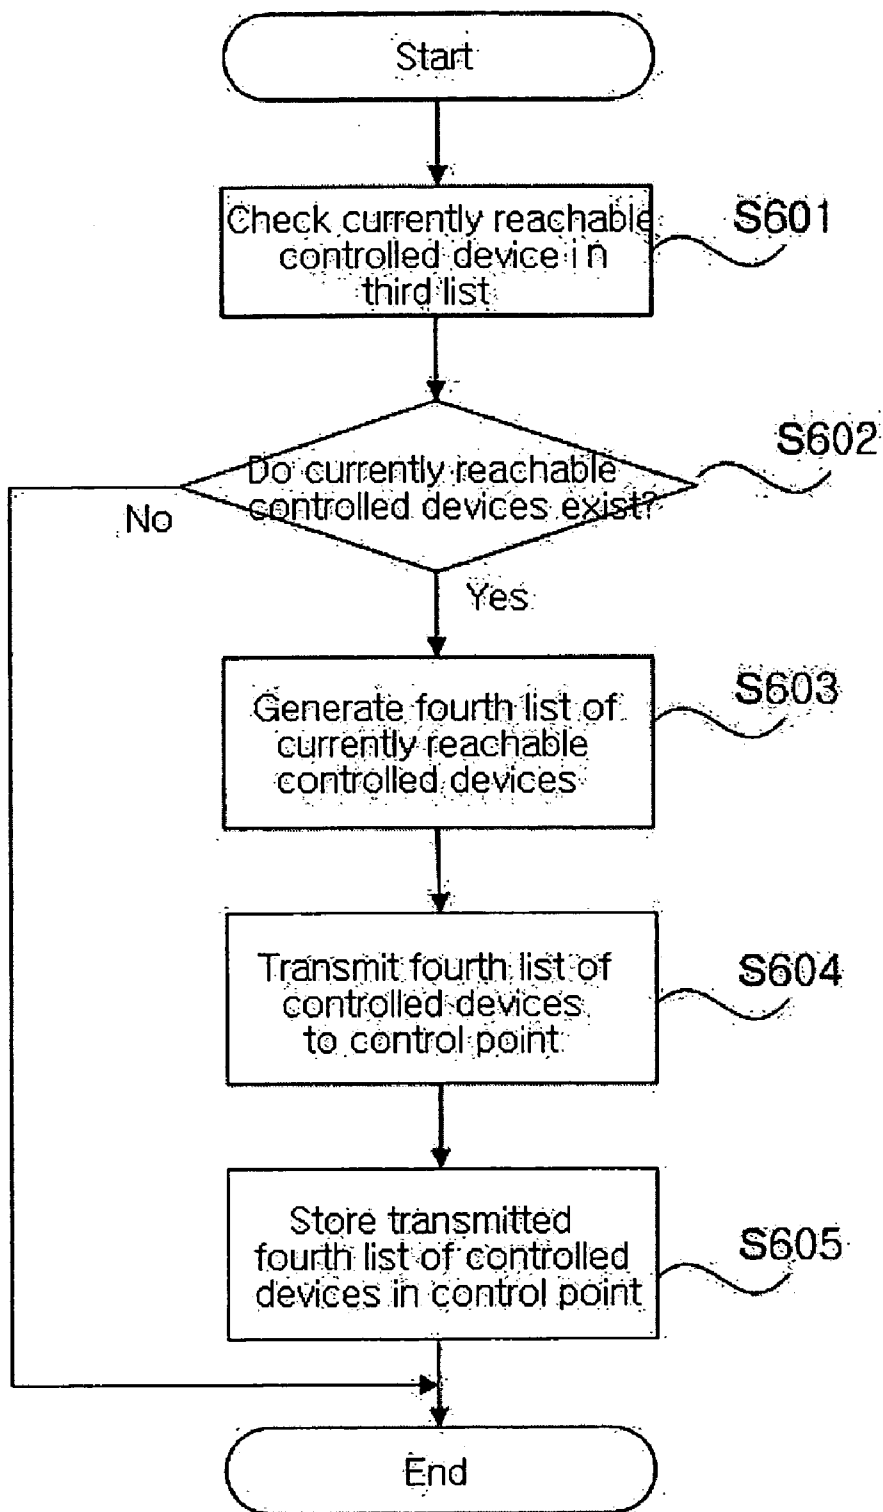 Start
Check currently reachable
controlled device in
third list
S601
Do currently reachable
controlled devices exist?
S602
No
Yes
Generate fourth list of
currently reachable
controlled devices
S603
Transmit fourth list of
controlled devices
to control point
S604
Store transmitted
fourth list of controlled
devices in control point
S605
End